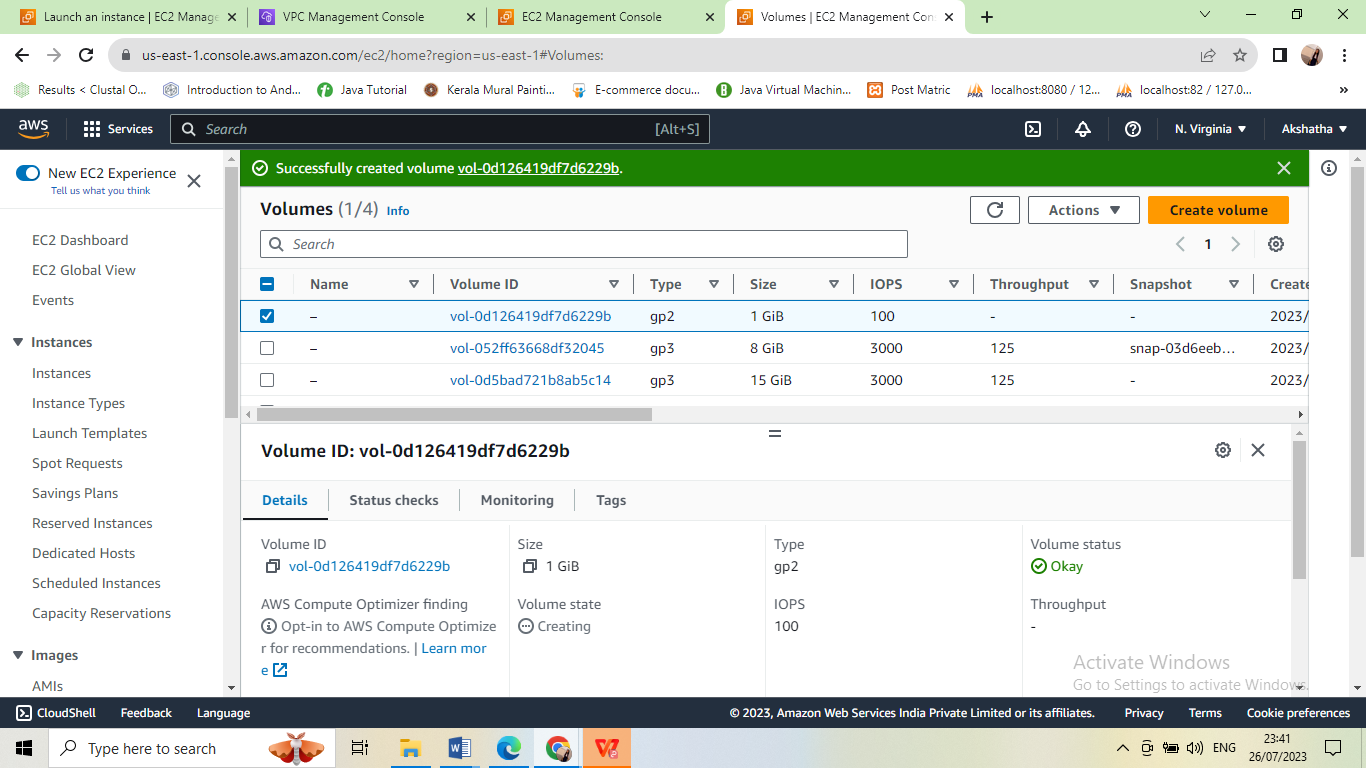 Launch an instance | EC2 Manage
VPC Management Console
EC2 Management Console
Volumes | EC2 Management Con
us-east-1.console.aws.amazon.com/ec2/home?region=us-east-1#Volumes:
Results < Clustal O...
Introduction to And...
Java Tutorial
Kerala Mural Painti...
E-commerce docu...
Java Virtual Machin...
Post Matric
localhost:8080 / 12...
localhost:82 / 127.0...
»
aws
Services
Search
[Alt+S]
N. Virginia
Akshatha
New EC2 Experience
Tell us what you think
EC2 Dashboard
EC2 Global View
Events
Instances
Instances
Instance Types
Launch Templates
Spot Requests
Savings Plans
Reserved Instances
Dedicated Hosts
Scheduled Instances
Capacity Reservations
Images
AMIs
Successfully created volume vol-0d126419df7d6229b.
Volumes (1/4) Info
Actions
Create volume
Search
1
Name Volume ID Type Size IOPS Throughput Snapshot Create
– vol-0d126419df7d6229b gp2 1 GiB 100 - - 2023/
– vol-052ff63668df32045 gp3 8 GiB 3000 125 snap-03d6eeb... 2023/
– vol-0d5bad721b8ab5c14 gp3 15 GiB 3000 125 - 2023/
Volume ID: vol-0d126419df7d6229b
Details
Status checks
Monitoring
Tags
Volume ID
vol-0d126419df7d6229b
Size
1 GiB
Type
gp2
Volume status
Okay
AWS Compute Optimizer finding
Opt-in to AWS Compute Optimize
r for recommendations. | Learn mor
e
Volume state
Creating
IOPS
100
Throughput
-
Activate Windows
Go to Settings to activate Windows.
CloudShell
Feedback
Language
© 2023, Amazon Web Services India Private Limited or its affiliates.
Privacy
Terms
Cookie preferences
Type here to search
ENG
23:41
26/07/2023